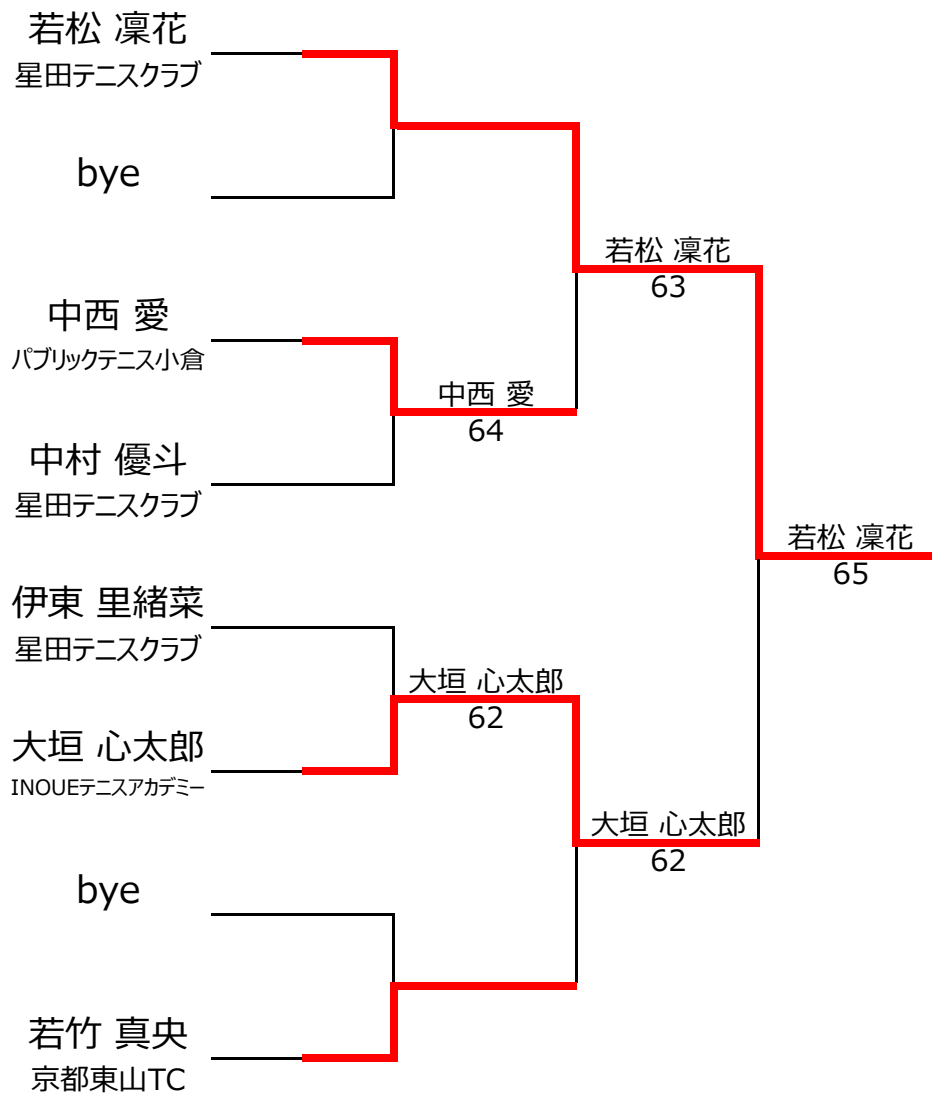 若松 凜花
星田テニスクラブ
bye
中西 愛
パブリックテニス小倉
中村 優斗
星田テニスクラブ
伊東 里緒菜
星田テニスクラブ
大垣 心太郎
INOUEテニスアカデミー
bye
若竹 真央
京都東山TC
中西 愛
64
大垣 心太郎
62
若松 凜花
63
大垣 心太郎
62
若松 凜花
65